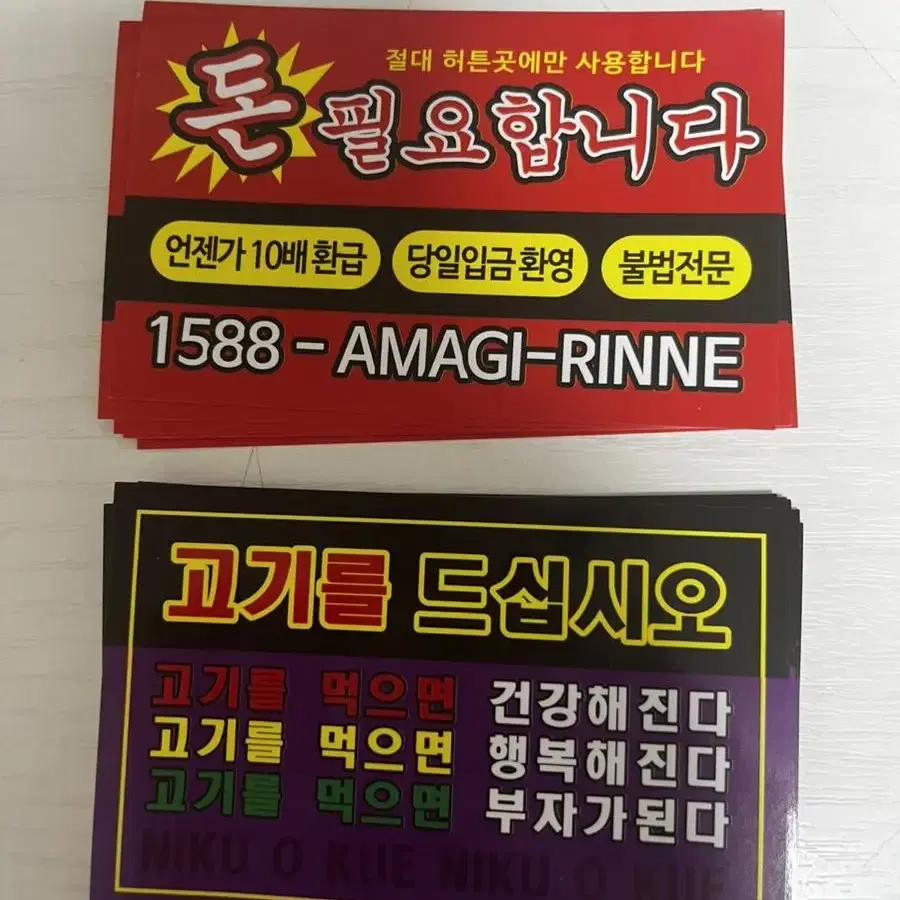 절대 허튼곳에만 사용합니다
돈 필요합니다
언젠가 10배 환급 당일입금 환영 불법전문
1588 - AMAGI-RINNE
고기를 드십시오
고기를 먹으면 건강해진다
고기를 먹으면 행복해진다
고기를 먹으면 부자가된다
NIKU O KUE NIKU O KUE